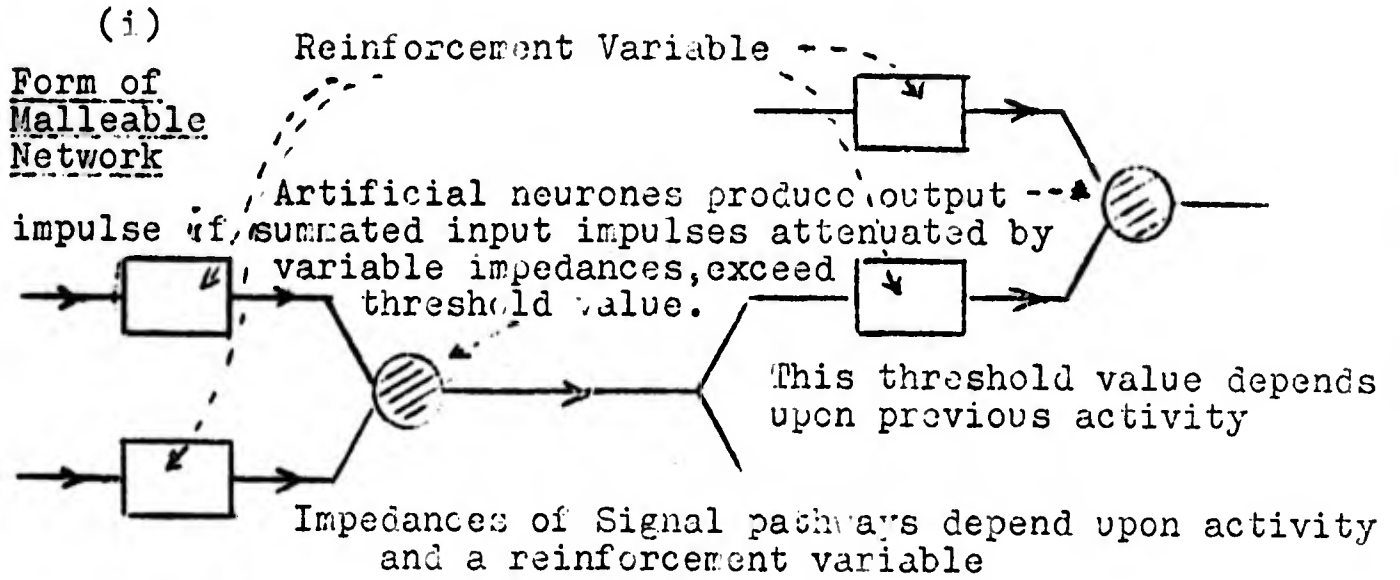 (i)
Form of
Malleable
Network
Reinforcement Variable
Artificial neurones produce output
impulse if summated input impulses attenuated by
variable impedances, exceed
threshold value.
This threshold value depends
upon previous activity
Impedances of Signal pathways depend upon activity
and a reinforcement variable